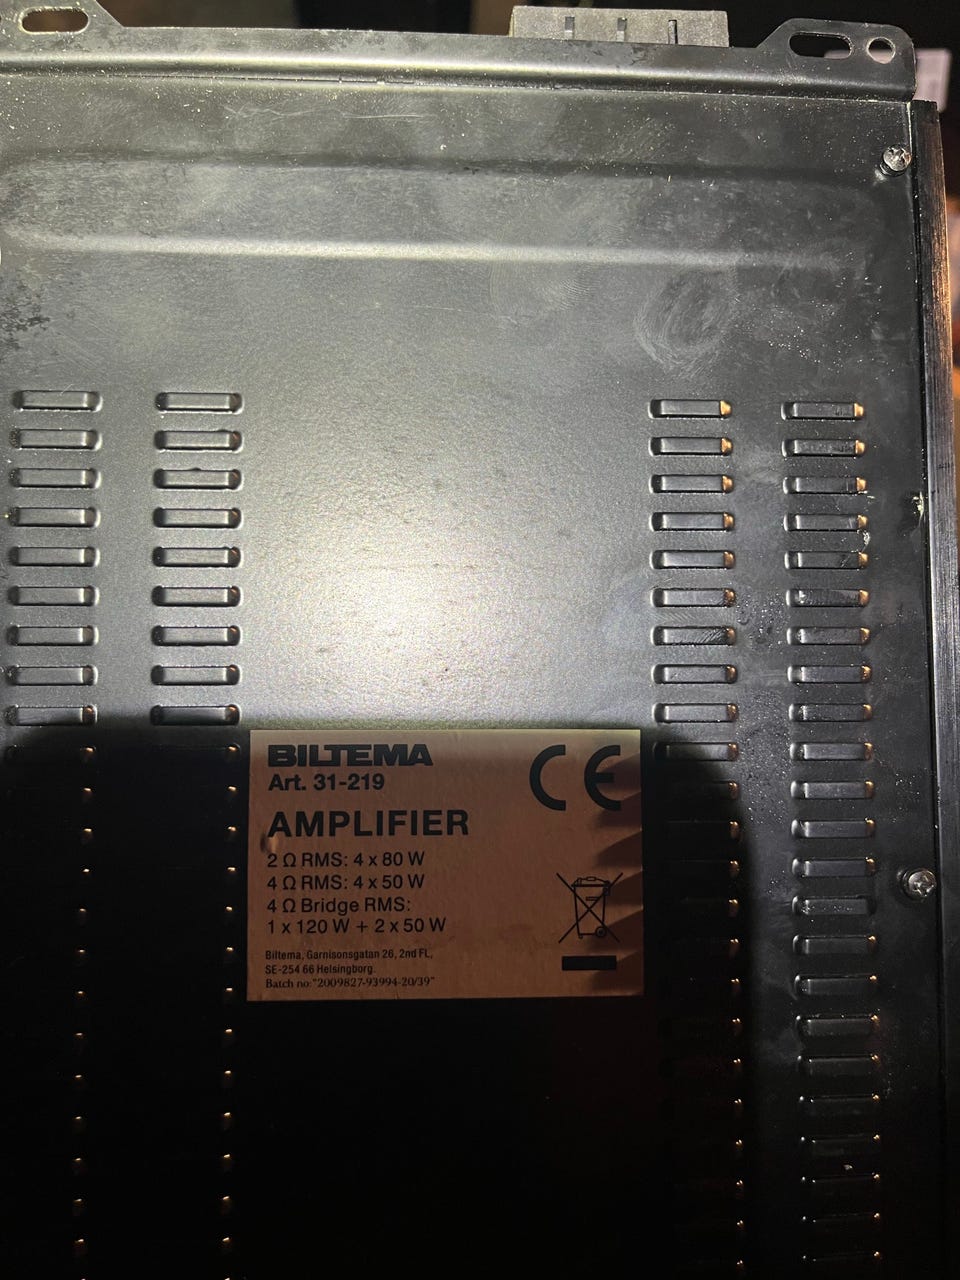 BILTEMA
Art. 31-219
CE
AMPLIFIER
2 Ω RMS: 4 x 80 W
4 Ω RMS: 4 x 50 W
4 Ω Bridge RMS:
1 x 120 W + 2 x 50 W
Biltema, Garnisonsgatan 26, 2nd FL,
SE-254 66 Helsingborg.
Batch no:"2009827-93994-20/39"